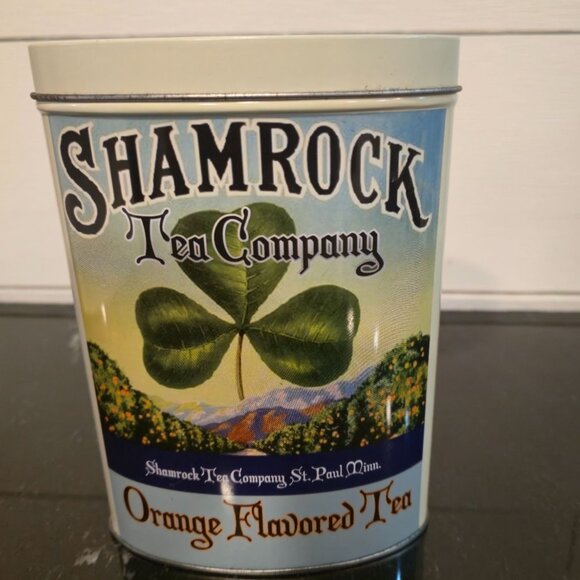 SHAMROCK
Tea Company
Shamrock Tea Company, St. Paul Minn.
Orange Flavored Tea